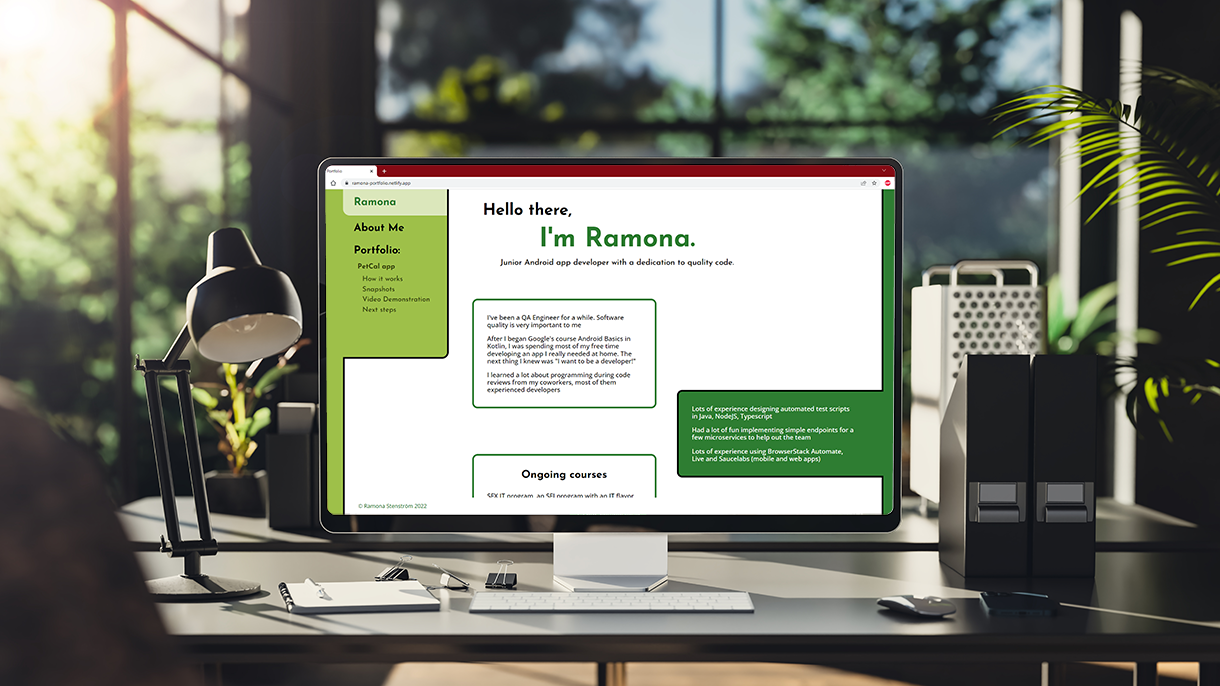 Portfolio
ramona-portfolio.netlify.app
Ramona
About Me
Portfolio:
PetCal app
How it works
Snapshots
Video Demonstration
Next steps
Hello there,
I'm Ramona.
Junior Android app developer with a dedication to quality code.
I've been a QA Engineer for a while. Software
quality is very important to me
After I began Google's course Android Basics in
Kotlin, I was spending most of my free time
developing an app I really needed at home. The
next thing I knew was "I want to be a developer!"
I learned a lot about programming during code
reviews from my coworkers, most of them
experienced developers
Lots of experience designing automated test scripts
in Java, NodeJS, Typescript
Had a lot of fun implementing simple endpoints for a
few microservices to help out the team
Lots of experience using BrowserStack Automate,
Live and Saucelabs (mobile and web apps)
Ongoing courses
SFX IT program, an SFI program with an IT flavor
© Ramona Stenström 2022